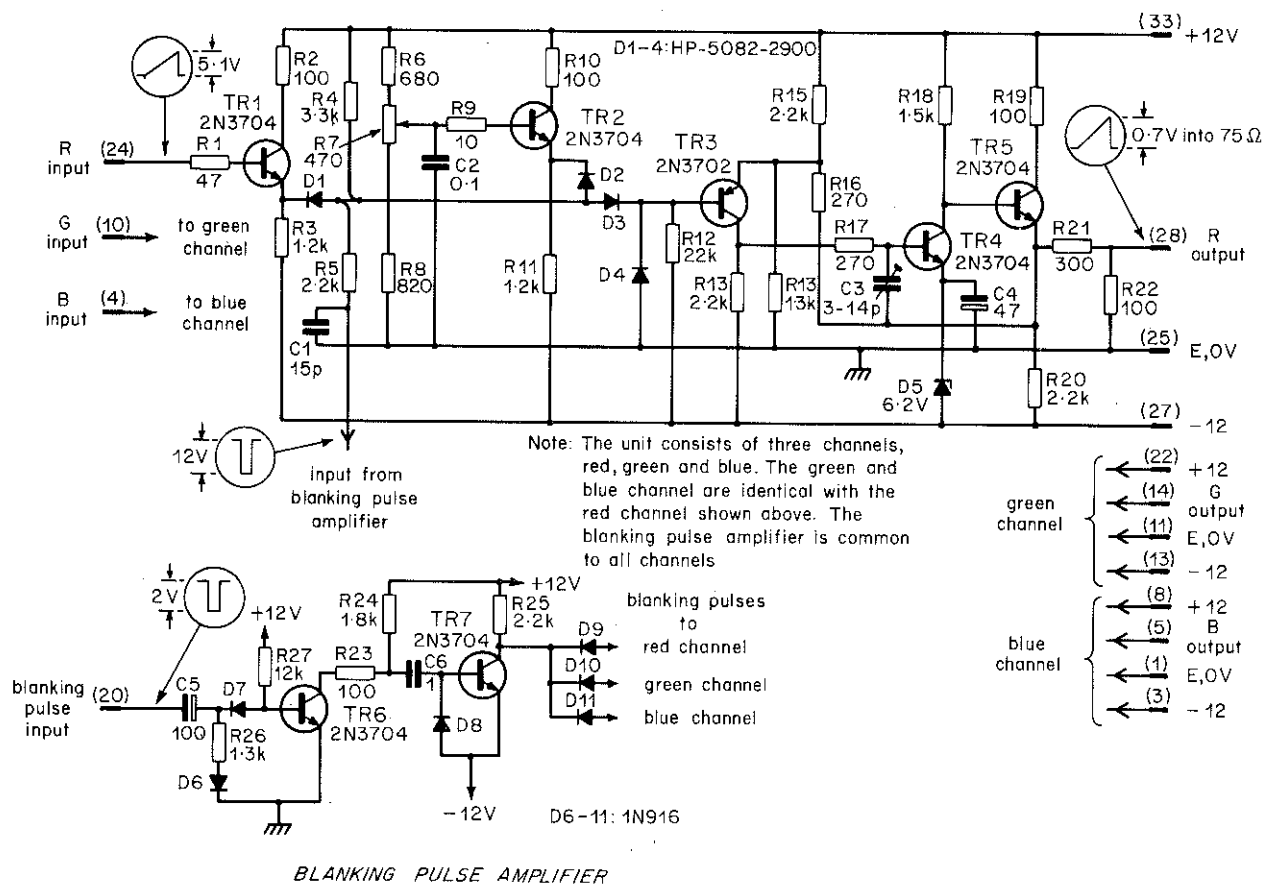 (33)
+12V
D1-4:HP-5082-2900
5·1V
R2
100
R4
3·3k
R6
680
R10
100
TR1
2N3704
R9
10
TR2
2N3704
R15
2·2k
R18
1·5k
R19
100
0·7V into 75Ω
R
input
(24)
R1
47
R7
470
C2
0·1
TR3
2N3702
TR5
2N3704
D1
D2
D3
R16
270
R17
270
TR4
2N3704
R21
300
(28)
R
output
G
input
(10)
to green
channel
R3
1·2k
R5
2·2k
R8
820
R11
1·2k
D4
R12
22k
R13
2·2k
R13
13k
C3
3-14p
C4
47
R22
100
B
input
(4)
to blue
channel
C1
15p
(25)
E,0V
D5
6·2V
R20
2·2k
(27)
-12
12V
input from
blanking pulse
amplifier
Note: The unit consists of three channels,
red, green and blue. The green and
blue channel are identical with the
red channel shown above. The
blanking pulse amplifier is common
to all channels
green
channel
(22)
+12
(14)
G
output
(11)
E,0V
(13)
-12
blue
channel
(8)
+12
(5)
B
output
(1)
E,0V
(3)
-12
2V
+12V
R24
1·8k
+12V
R25
2·2k
blanking pulses
to
red channel
green channel
blue channel
TR7
2N3704
D9
D10
D11
R27
12k
R23
100
C6
1
blanking
pulse
input
(20)
C5
100
D7
TR6
2N3704
D8
R26
1·3k
D6
-12V
D6-11: 1N916
BLANKING PULSE AMPLIFIER